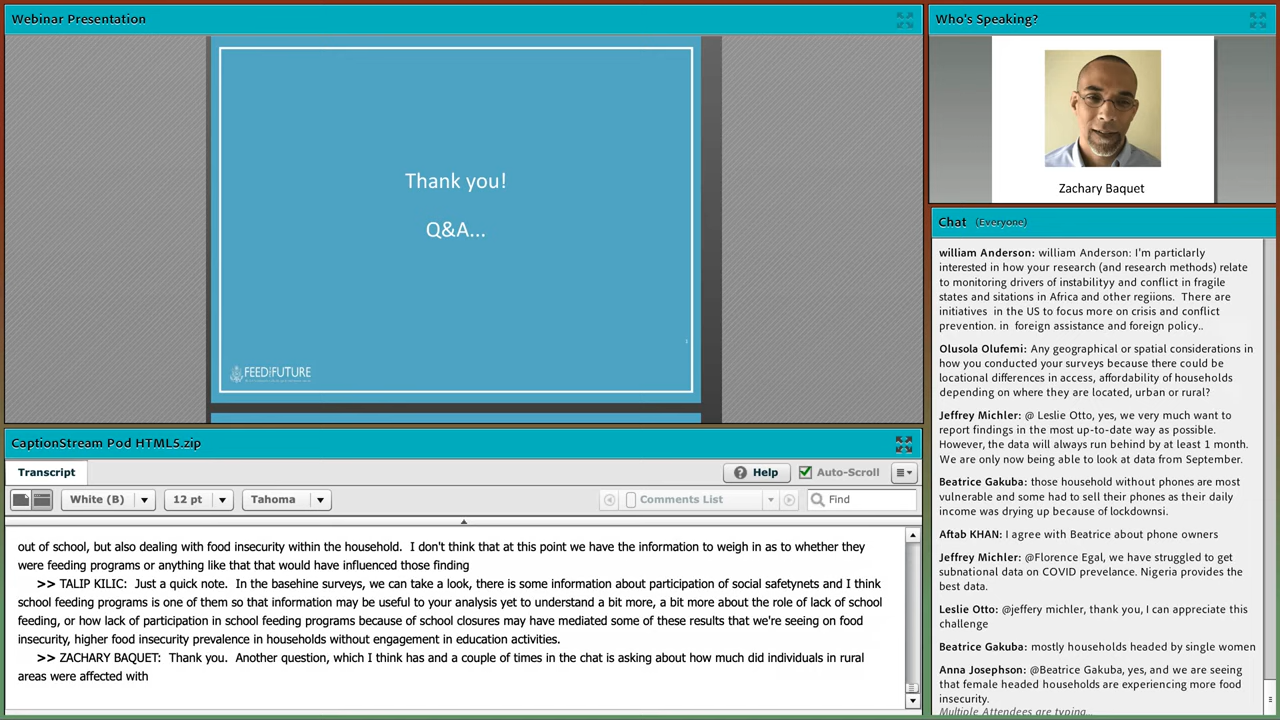 Webinar Presentation
Thank you!
Q&A...
FEED THE FUTURE
Who's Speaking?
Zachary Baquet
CaptionStream Pod HTML5.zip
Transcript
Help
Auto-Scroll
White (B)
12 pt
Tahoma
Comments List
Find
out of school, but also dealing with food insecurity within the household.  I don't think that at this point we have the information to weigh in as to whether they
were feeding programs or anything like that that would have influenced those finding
>> TALIP KILIC:  Just a quick note.  In the basehine surveys, we can take a look, there is some information about participation of social safetynets and I think
school feeding programs is one of them so that information may be useful to your analysis yet to understand a bit more, a bit more about the role of lack of school
feeding, or how lack of participation in school feeding programs because of school closures may have mediated some of these results that we're seeing on food
insecurity, higher food insecurity prevalence in households without engagement in education activities.
>> ZACHARY BAQUET:  Thank you.  Another question, which I think has and a couple of times in the chat is asking about how much did individuals in rural
areas were affected with
Chat (Everyone)
william Anderson: william Anderson: I'm particlarly
interested in how your research (and research methods) relate
to monitoring drivers of instabilityy and conflict in fragile
states and sitations in Africa and other regiions.  There are
initiatives  in the US to focus more on crisis and conflict
prevention. in  foreign assistance and foreign policy..
Olusola Olufemi: Any geographical or spatial considerations in
how you conducted your surveys because there could be
locational differences in access, affordability of households
depending on where they are located, urban or rural?
Jeffrey Michler: @ Leslie Otto, yes, we very much want to
report findings in the most up-to-date way as possible.
However, the data will always run behind by at least 1 month.
We are only now being able to look at data from September.
Beatrice Gakuba: those household without phones are most
vulnerable and some had to sell their phones as their daily
income was drying up because of lockdownsi.
Aftab KHAN: I agree with Beatrice about phone owners
Jeffrey Michler: @Florence Egal, we have struggled to get
subnational data on COVID prevelance. Nigeria provides the
best data.
Leslie Otto: @jeffery michler, thank you, I can appreciate this
challenge
Beatrice Gakuba: mostly households headed by single women
Anna Josephson: @Beatrice Gakuba, yes, and we are seeing
that female headed households are experiencing more food
insecurity.
Multiple Attendees are typing...